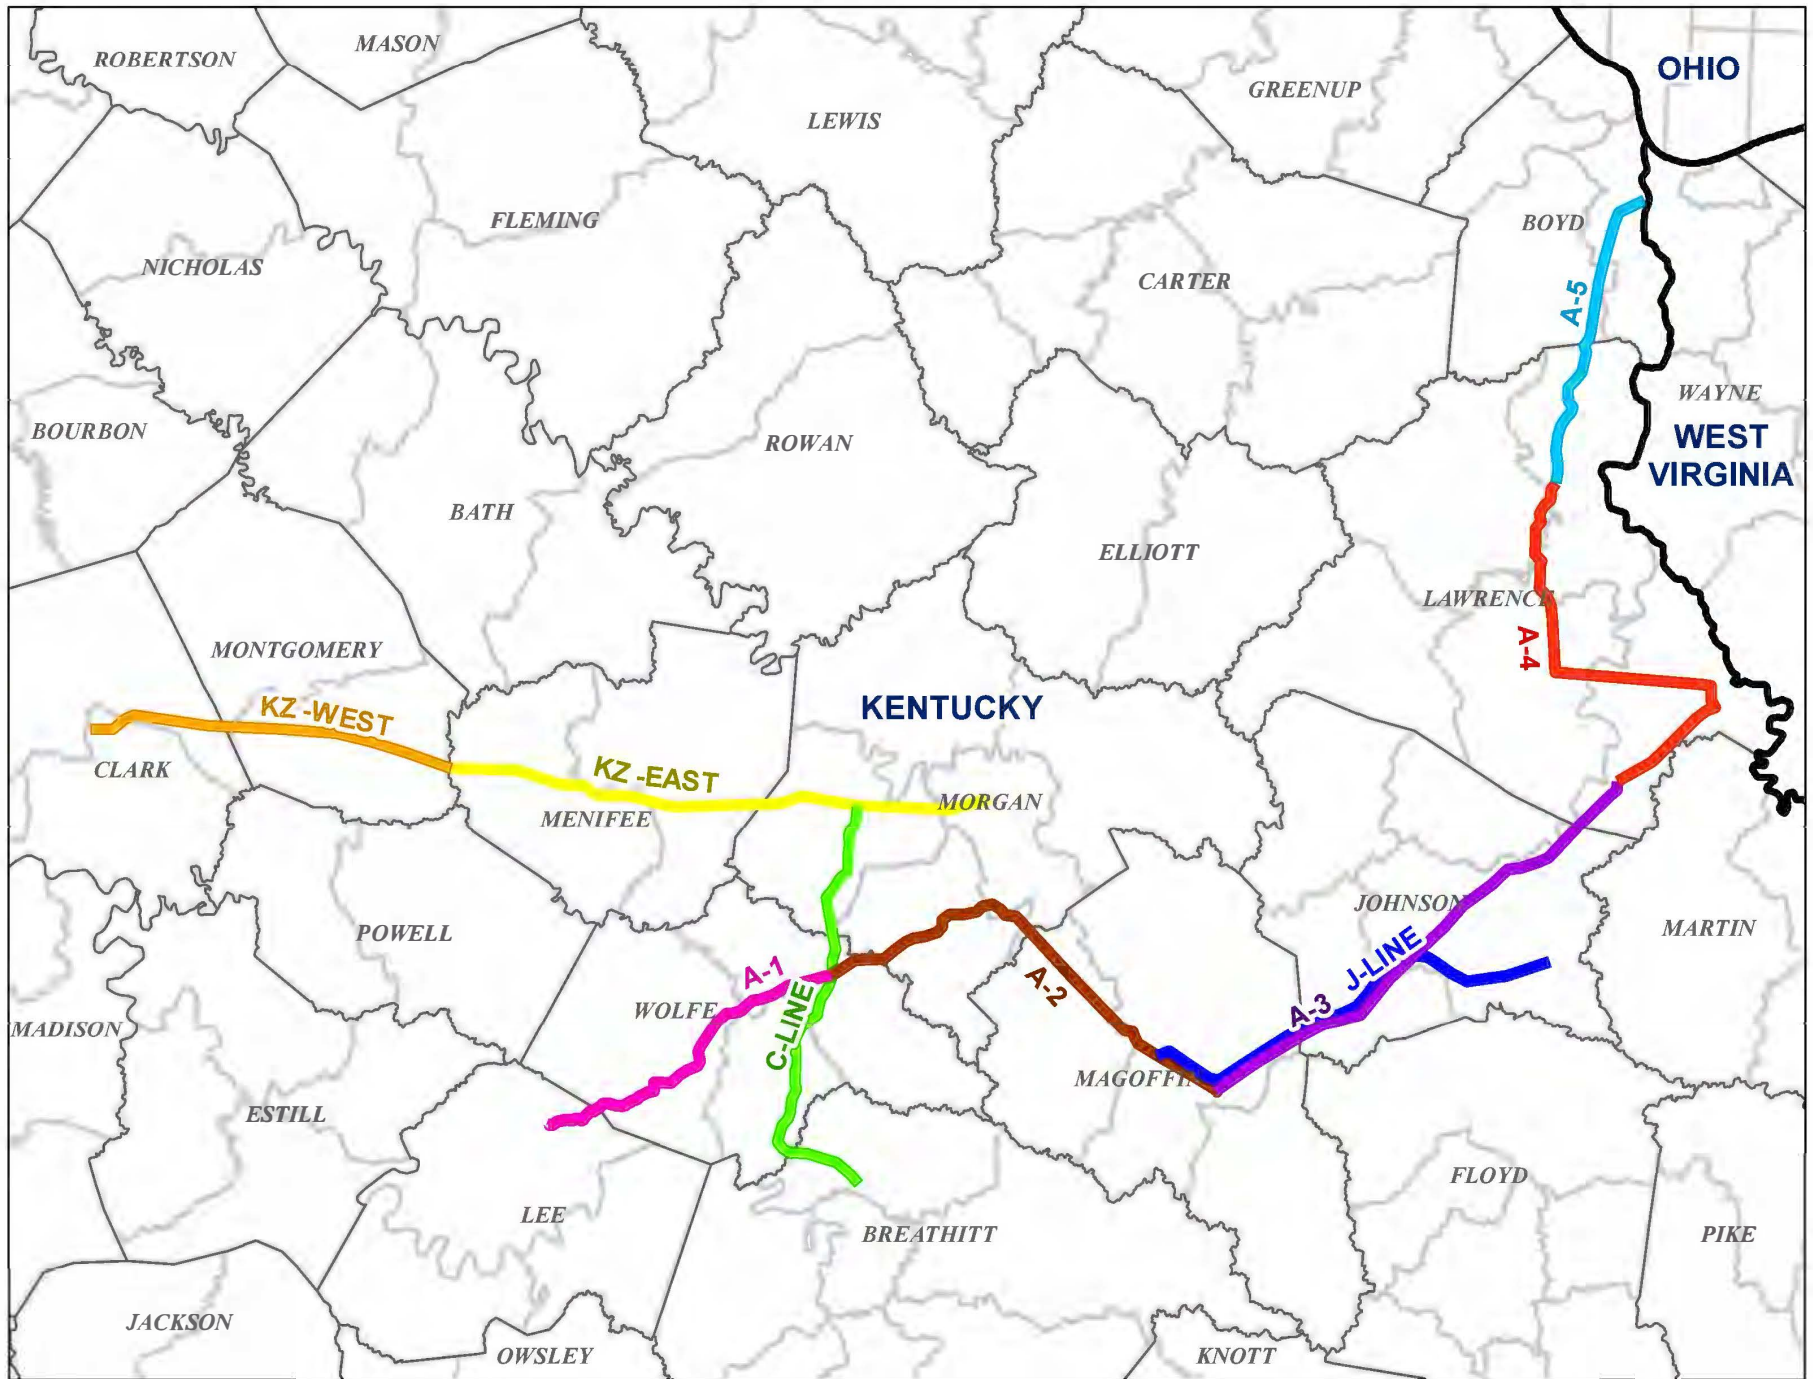 MASON
ROBERTSON
OHIO
GREENUP
LEWIS
FLEMING
BOYD
NICHOLAS
CARTER
A-5
WAYNE
BOURBON
ROWAN
WEST
VIRGINIA
BATH
ELLIOTT
LAWRENCE
MONTGOMERY
A-4
KZ -WEST
KENTUCKY
CLARK
KZ -EAST
MORGAN
MENIFEE
JOHNSON
POWELL
MARTIN
J-LINE
A-1
A-2
WOLFE
A-3
C-LINE
MADISON
MAGOFFIN
ESTILL
FLOYD
LEE
BREATHITT
PIKE
JACKSON
OWSLEY
KNOTT